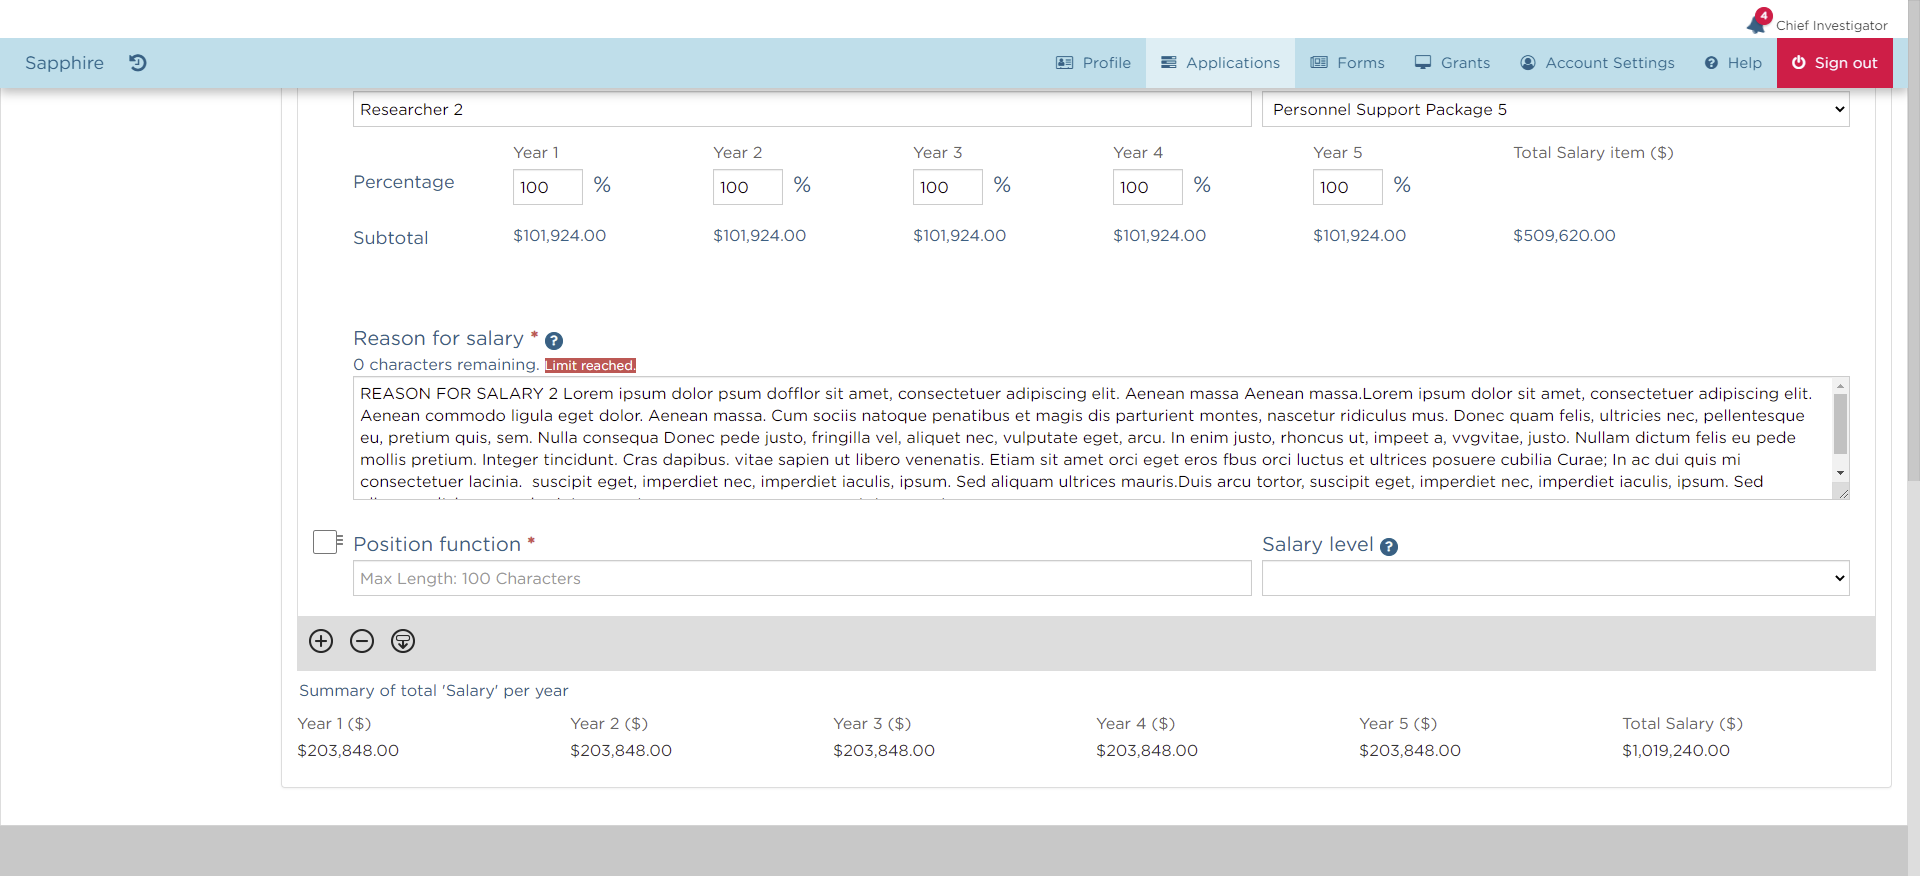 4
Chief Investigator
Sapphire
Profile
Applications
Forms
Grants
Account Settings
Help
Sign out
Researcher 2
Personnel Support Package 5
Year 1 Year 2 Year 3 Year 4 Year 5 Total Salary item ($)
Percentage 100 % 100 % 100 % 100 % 100 %
Subtotal $101,924.00 $101,924.00 $101,924.00 $101,924.00 $101,924.00 $509,620.00
Reason for salary * ?
0 characters remaining. Limit reached.
REASON FOR SALARY 2 Lorem ipsum dolor psum dofflor sit amet, consectetuer adipiscing elit. Aenean massa Aenean massa.Lorem ipsum dolor sit amet, consectetuer adipiscing elit.
Aenean commodo ligula eget dolor. Aenean massa. Cum sociis natoque penatibus et magis dis parturient montes, nascetur ridiculus mus. Donec quam felis, ultricies nec, pellentesque
eu, pretium quis, sem. Nulla consequa Donec pede justo, fringilla vel, aliquet nec, vulputate eget, arcu. In enim justo, rhoncus ut, impeet a, vvgvitae, justo. Nullam dictum felis eu pede
mollis pretium. Integer tincidunt. Cras dapibus. vitae sapien ut libero venenatis. Etiam sit amet orci eget eros fbus orci luctus et ultrices posuere cubilia Curae; In ac dui quis mi
consectetuer lacinia.  suscipit eget, imperdiet nec, imperdiet iaculis, ipsum. Sed aliquam ultrices mauris.Duis arcu tortor, suscipit eget, imperdiet nec, imperdiet iaculis, ipsum. Sed
Position function * Salary level ?
Max Length: 100 Characters
Summary of total 'Salary' per year
Year 1 ($) Year 2 ($) Year 3 ($) Year 4 ($) Year 5 ($) Total Salary ($)
$203,848.00 $203,848.00 $203,848.00 $203,848.00 $203,848.00 $1,019,240.00